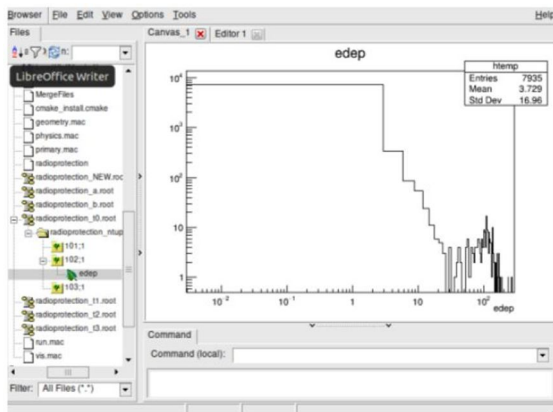 Browser File Edit View Options Tools Help
Files
Canvas_1 Editor 1
LibreOffice Writer
MergeFiles
cmake_install.cmake
geometry.mac
physics.mac
primary.mac
radioprotection
radioprotection_NEW.roo
radioprotection_a.root
radioprotection_b.root
radioprotection_t0.root
radioprotection_ntup
101;1
102;1
edep
103;1
radioprotection_t1.root
radioprotection_t2.root
radioprotection_t3.root
run.mac
vis.mac
Filter: All Files (*.*)
edep
htemp
Entries 7935
Mean 3.729
Std Dev 16.96
10⁴
10³
10²
10
1
10⁻² 10⁻¹ 1 10 10²
edep
Command
Command (local):